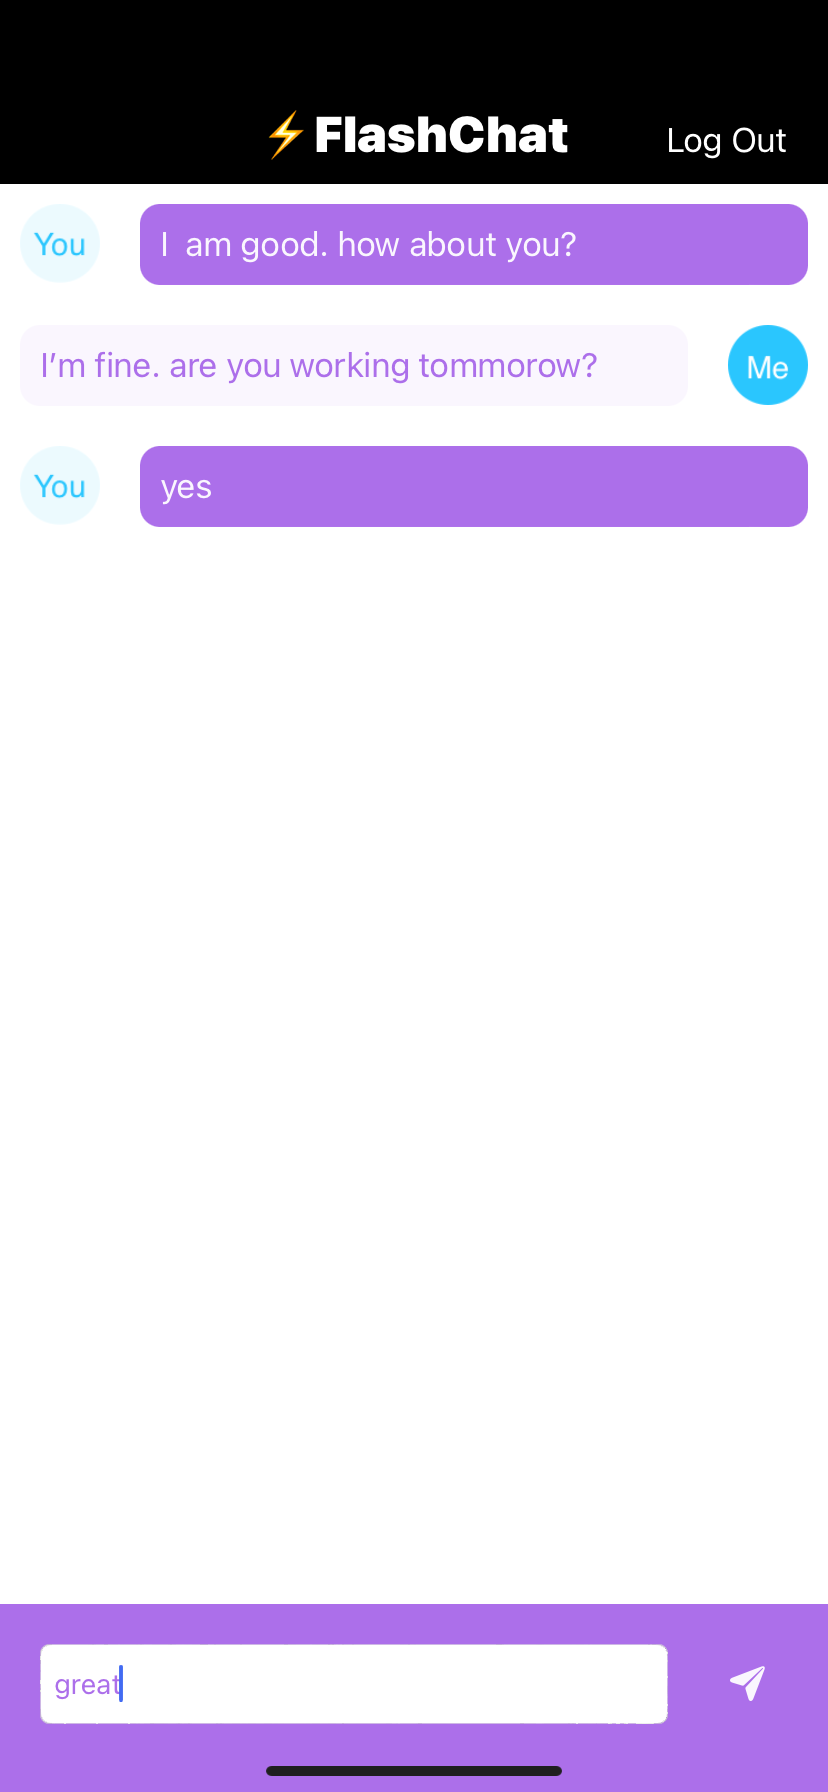 ⚡️FlashChat
Log Out
You
I  am good. how about you?
I’m fine. are you working tommorow?
Me
You
yes
great